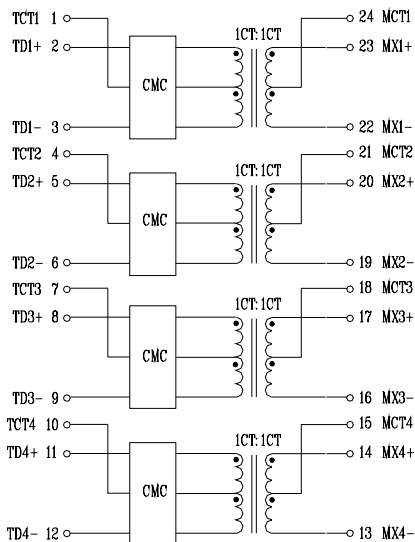 TCT1 1 24 MCT1
1CT:1CT
TD1+ 2 23 MX1+
CMC
TD1- 3 22 MX1-
TCT2 4 21 MCT2
1CT:1CT
TD2+ 5 20 MX2+
CMC
TD2- 6 19 MX2-
TCT3 7 18 MCT3
1CT:1CT
TD3+ 8 17 MX3+
CMC
TD3- 9 16 MX3-
TCT4 10 15 MCT4
1CT:1CT
TD4+ 11 14 MX4+
CMC
TD4- 12 13 MX4-